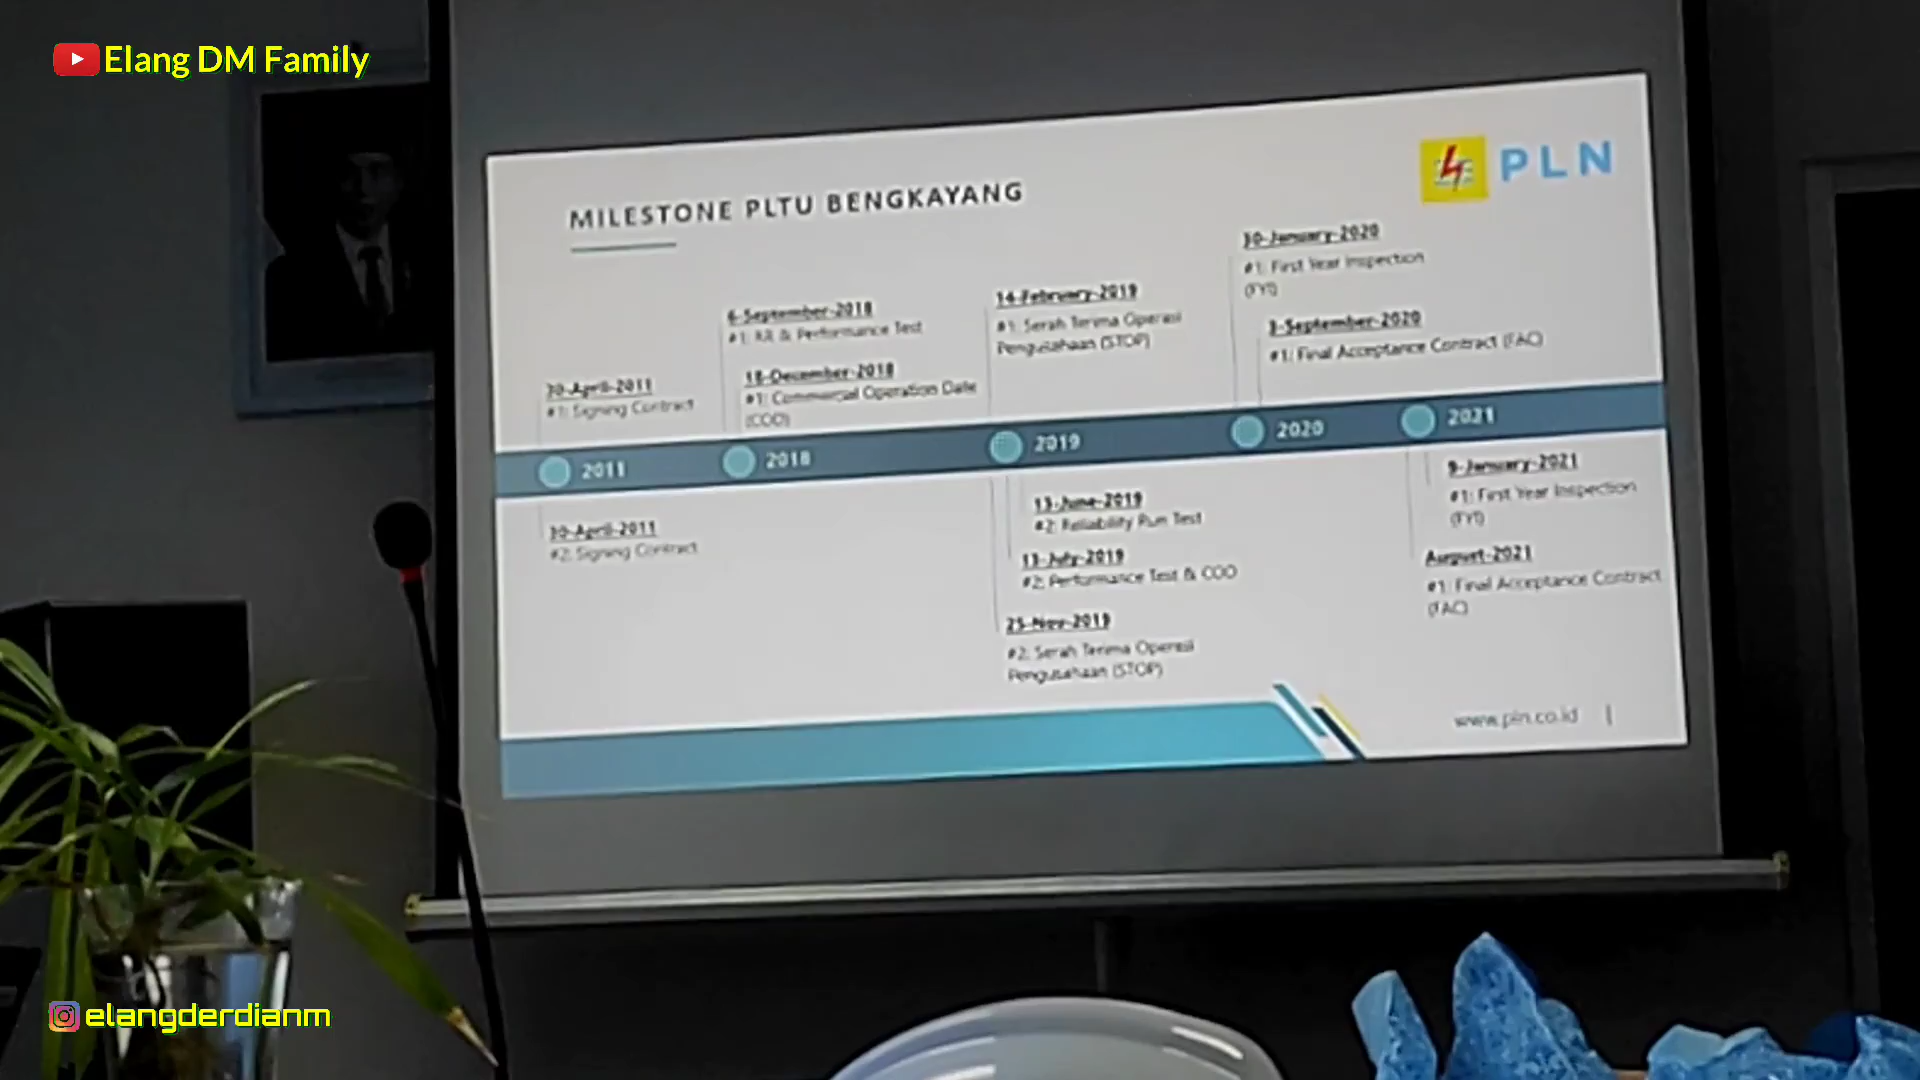 Elang DM Family
MILESTONE PLTU BENGKAYANG
PLN
30-April-2011
#1: Signing Contract
6-September-2018
#1: RR & Performance Test
18-December-2018
#1: Commercial Operation Date
(COD)
14-February-2019
#1: Serah Terima Operasi
Pengusahaan (STOP)
30-January-2020
#1: First Year Inspection
(FYI)
3-September-2020
#1: Final Acceptance Contract (FAC)
2011
2018
2019
2020
2021
30-April-2011
#2: Signing Contract
13-June-2019
#2: Reliability Run Test
13-July-2019
#2: Performance Test & COD
25-Nov-2019
#2: Serah Terima Operasi
Pengusahaan (STOP)
9-January-2021
#1: First Year Inspection
(FYI)
August-2021
#1: Final Acceptance Contract
(FAC)
www.pln.co.id |
elangderdianm